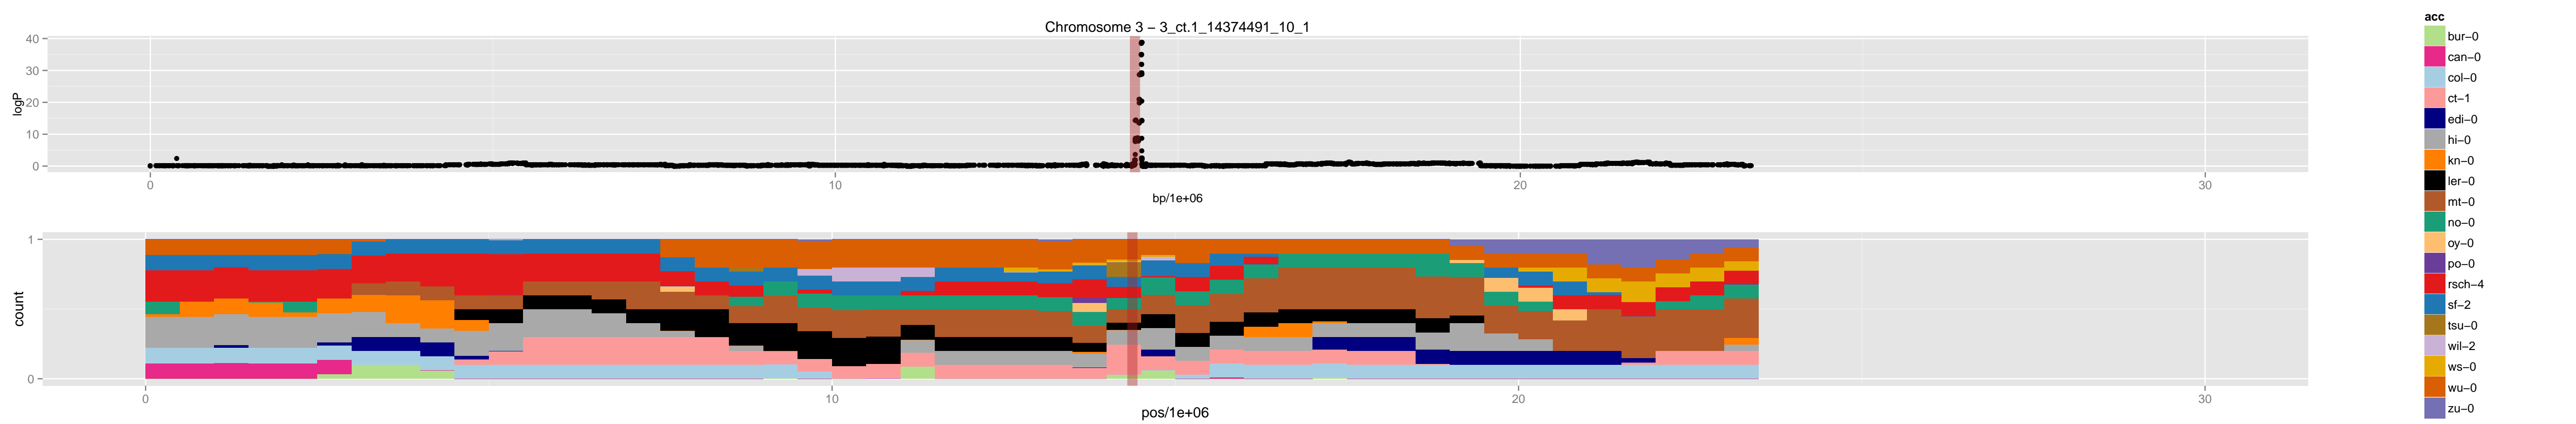 Chromosome 3 − 3_ct.1_14374491_10_1
40
30
20
10
0
logP
0 10 20 30
bp/1e+06
1
0
count
0 10 20 30
pos/1e+06
acc
bur−0
can−0
col−0
ct−1
edi−0
hi−0
kn−0
ler−0
mt−0
no−0
oy−0
po−0
rsch−4
sf−2
tsu−0
wil−2
ws−0
wu−0
zu−0